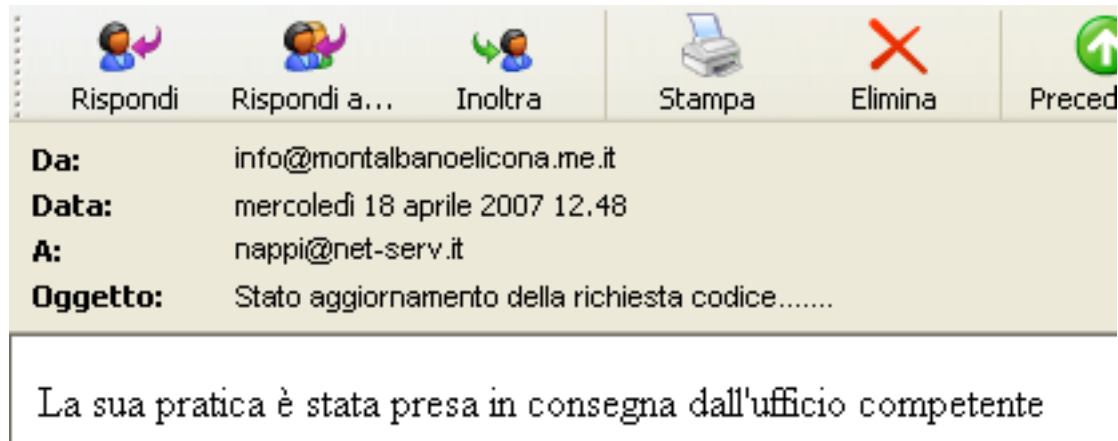 Rispondi Rispondi a... Inoltra Stampa Elimina Preced
Da: info@montalbanoelicona.me.it
Data: mercoledì 18 aprile 2007 12.48
A: nappi@net-serv.it
Oggetto: Stato aggiornamento della richiesta codice.......
La sua pratica è stata presa in consegna dall'ufficio competente